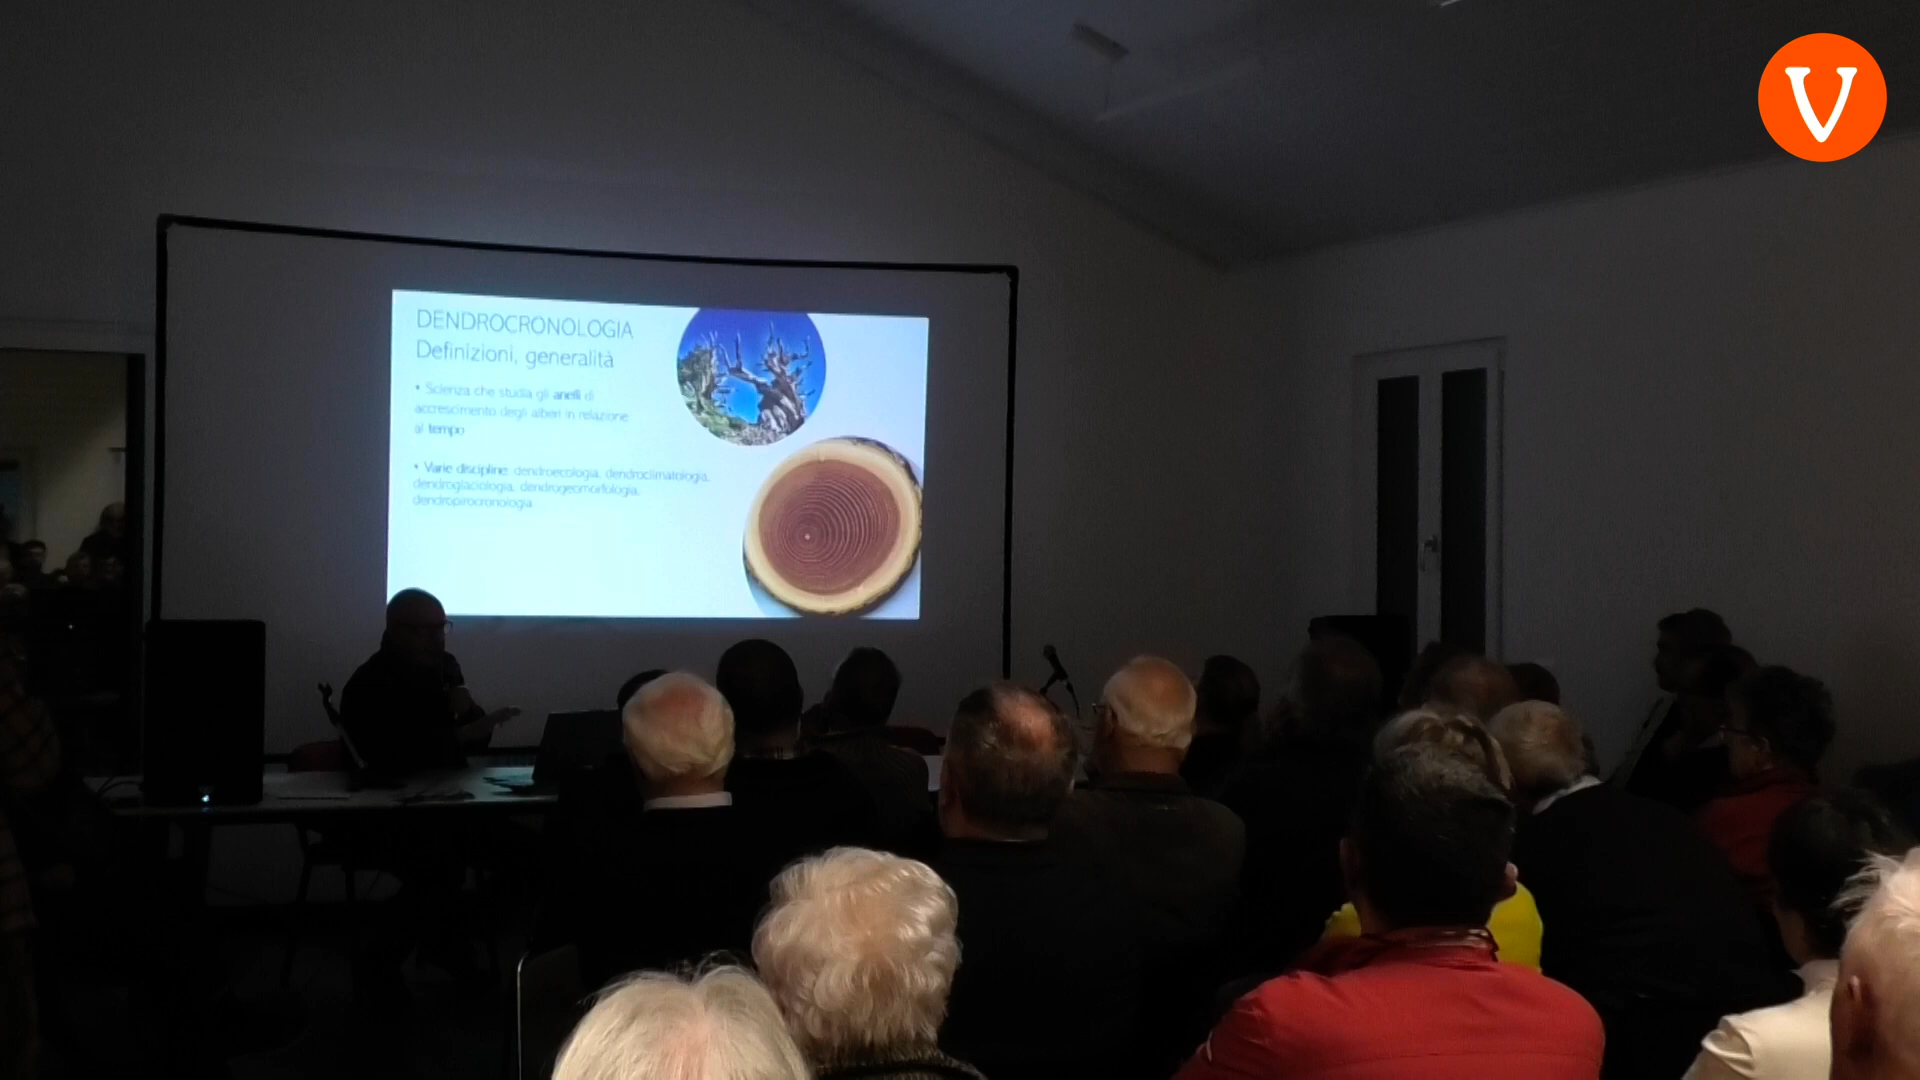 V
DENDROCRONOLOGIA
Definizioni, generalità
• Scienza che studia gli anelli di
accrescimento degli alberi in relazione
al tempo
• Varie discipline: dendroecologia, dendroclimatologia,
dendroglaciologia, dendrogeomorfologia,
dendropirocronologia